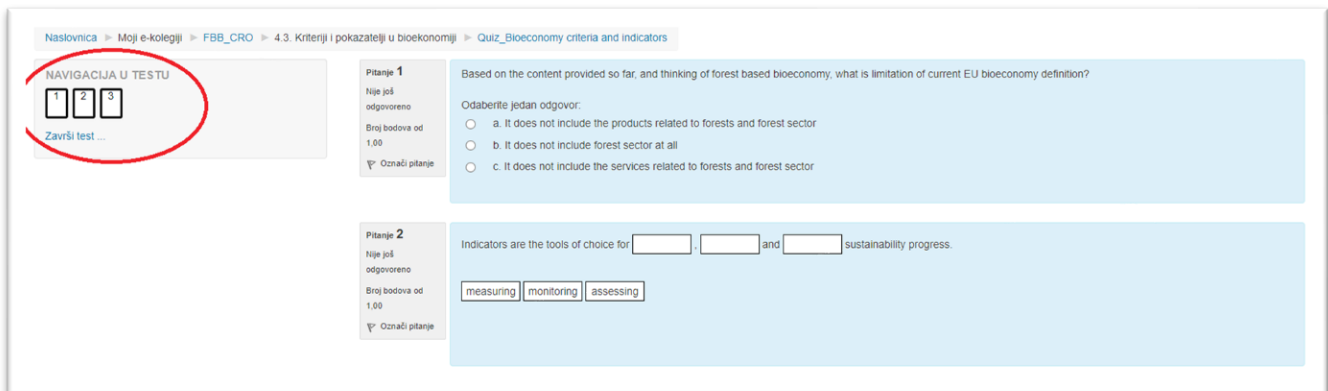 Naslovnica ► Moji e-kolegiji ► FBB_CRO ► 4.3. Kriteriji i pokazatelji u bioekonomiji ► Quiz_Bioeconomy criteria and indicators
NAVIGACIJA U TESTU
1 2 3
Završi test ...
Pitanje 1
Nije još
odgovoreno
Broj bodova od
1,00
Označi pitanje
Based on the content provided so far, and thinking of forest based bioeconomy, what is limitation of current EU bioeconomy definition?
Odaberite jedan odgovor:
a. It does not include the products related to forests and forest sector
b. It does not include forest sector at all
c. It does not include the services related to forests and forest sector
Pitanje 2
Nije još
odgovoreno
Broj bodova od
1,00
Označi pitanje
Indicators are the tools of choice for , and sustainability progress.
measuring monitoring assessing